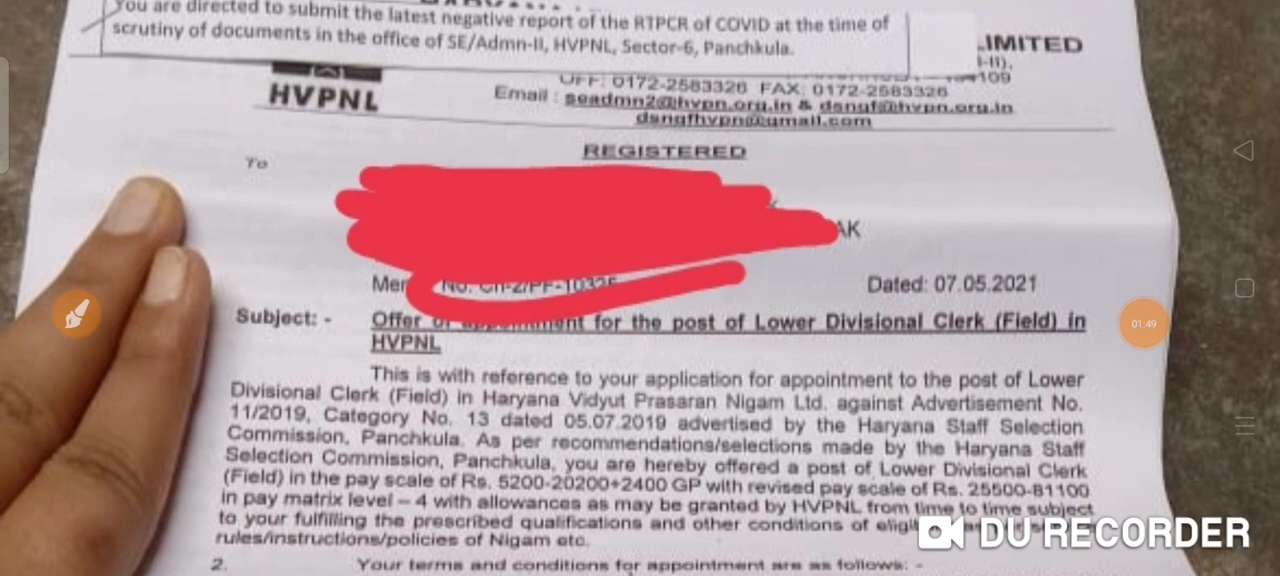 You are directed to submit the latest negative report of the RTPCR of COVID at the time of
scrutiny of documents in the office of SE/Admn-II, HVPNL, Sector-6, Panchkula.
LIMITED
HVPNL
OFF: 0172-2583326 FAX: 0172-2583326
Email : seadmn2@hvpn.org.in & dsngf@hvpn.org.in
dsngfhvpn@gmail.com
REGISTERED
To
AK
Dated: 07.05.2021
Subject: - Offer of appointment for the post of Lower Divisional Clerk (Field) in
HVPNL
This is with reference to your application for appointment to the post of Lower
Divisional Clerk (Field) in Haryana Vidyut Prasaran Nigam Ltd. against Advertisement No.
11/2019, Category No. 13 dated 05.07.2019 advertised by the Haryana Staff Selection
Commission, Panchkula. As per recommendations/selections made by the Haryana Staff
Selection Commission, Panchkula, you are hereby offered a post of Lower Divisional Clerk
(Field) in the pay scale of Rs. 5200-20200+2400 GP with revised pay scale of Rs. 25500-81100
in pay matrix level – 4 with allowances as may be granted by HVPNL from time to time subject
to your fulfilling the prescribed qualifications and other conditions of
rules/instructions/policies of Nigam etc.
2. Your terms and conditions for appointment are as follows: -
01:49
DU RECORDER